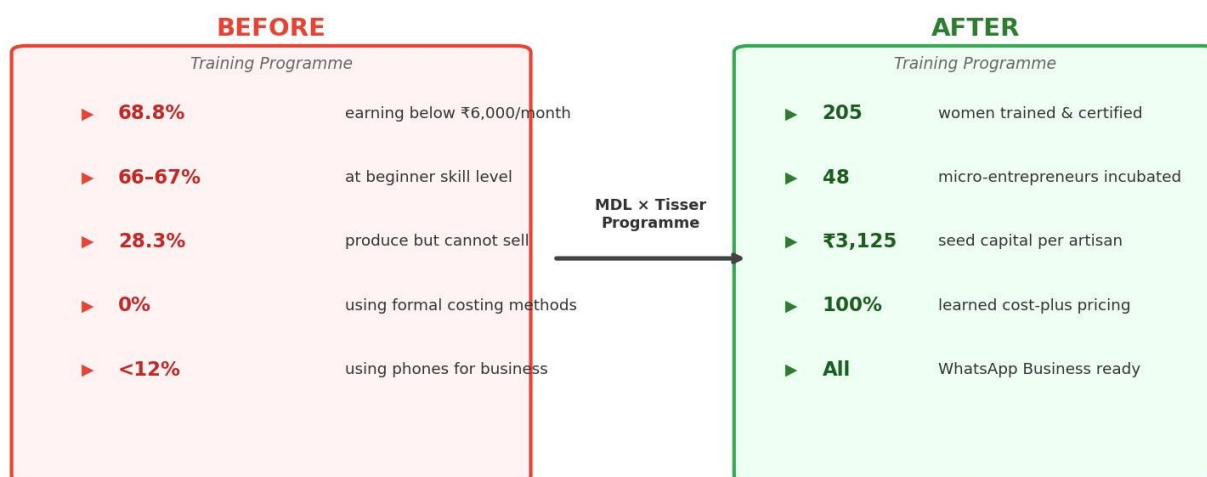 BEFORE
Training Programme
▶ 68.8% earning below ₹6,000/month
▶ 66–67% at beginner skill level
▶ 28.3% produce but cannot sell
▶ 0% using formal costing methods
▶ <12% using phones for business
MDL × Tisser
Programme
AFTER
Training Programme
▶ 205 women trained & certified
▶ 48 micro-entrepreneurs incubated
▶ ₹3,125 seed capital per artisan
▶ 100% learned cost-plus pricing
▶ All WhatsApp Business ready